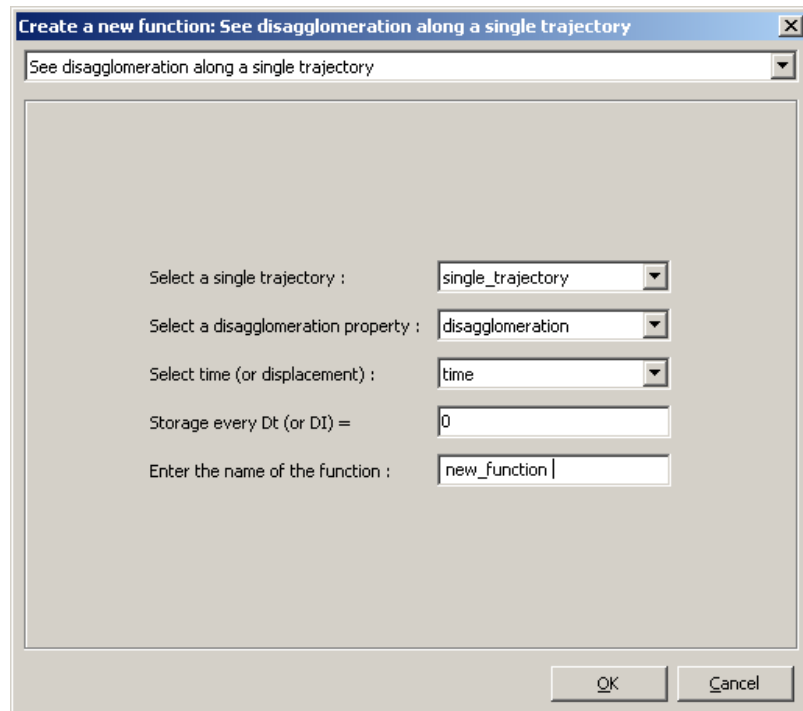 Create a new function: See disagglomeration along a single trajectory
See disagglomeration along a single trajectory
Select a single trajectory : single_trajectory
Select a disagglomeration property : disagglomeration
Select time (or displacement) : time
Storage every Dt (or Dl) = 0
Enter the name of the function : new_function
OK Cancel